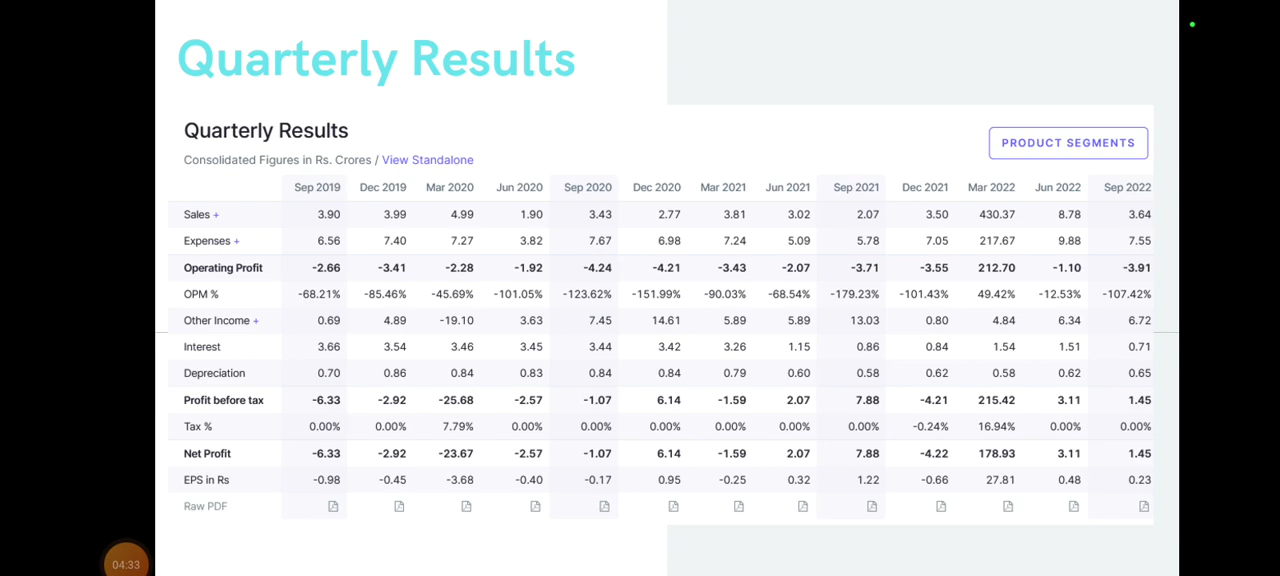 Quarterly Results
Quarterly Results
PRODUCT SEGMENTS
Consolidated Figures in Rs. Crores / View Standalone
Sep 2019 Dec 2019 Mar 2020 Jun 2020 Sep 2020 Dec 2020 Mar 2021 Jun 2021 Sep 2021 Dec 2021 Mar 2022 Jun 2022 Sep 2022
Sales + 3.90 3.99 4.99 1.90 3.43 2.77 3.81 3.02 2.07 3.50 430.37 8.78 3.64
Expenses + 6.56 7.40 7.27 3.82 7.67 6.98 7.24 5.09 5.78 7.05 217.67 9.88 7.55
Operating Profit -2.66 -3.41 -2.28 -1.92 -4.24 -4.21 -3.43 -2.07 -3.71 -3.55 212.70 -1.10 -3.91
OPM % -68.21% -85.46% -45.69% -101.05% -123.62% -151.99% -90.03% -68.54% -179.23% -101.43% 49.42% -12.53% -107.42%
Other Income + 0.69 4.89 -19.10 3.63 7.45 14.61 5.89 5.89 13.03 0.80 4.84 6.34 6.72
Interest 3.66 3.54 3.46 3.45 3.44 3.42 3.26 1.15 0.86 0.84 1.54 1.51 0.71
Depreciation 0.70 0.86 0.84 0.83 0.84 0.84 0.79 0.60 0.58 0.62 0.58 0.62 0.65
Profit before tax -6.33 -2.92 -25.68 -2.57 -1.07 6.14 -1.59 2.07 7.88 -4.21 215.42 3.11 1.45
Tax % 0.00% 0.00% 7.79% 0.00% 0.00% 0.00% 0.00% 0.00% 0.00% -0.24% 16.94% 0.00% 0.00%
Net Profit -6.33 -2.92 -23.67 -2.57 -1.07 6.14 -1.59 2.07 7.88 -4.22 178.93 3.11 1.45
EPS in Rs -0.98 -0.45 -3.68 -0.40 -0.17 0.95 -0.25 0.32 1.22 -0.66 27.81 0.48 0.23
Raw PDF
04:33